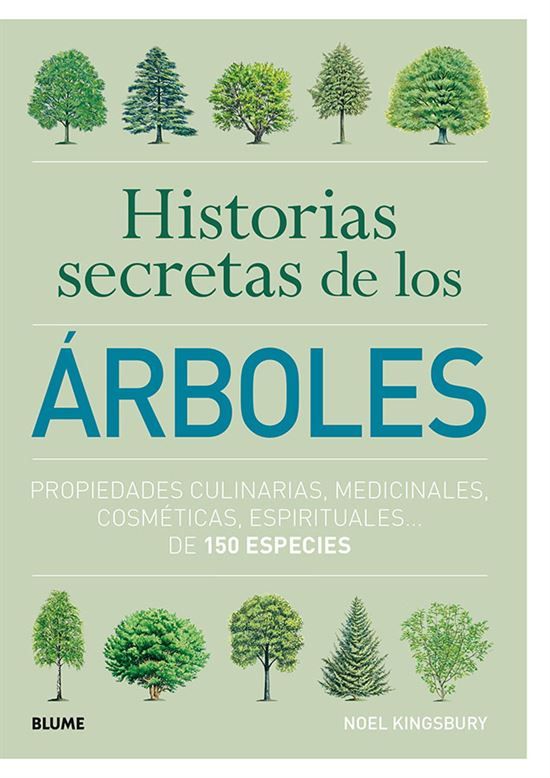 Historias
secretas de los
ÁRBOLES
PROPIEDADES CULINARIAS, MEDICINALES,
COSMÉTICAS, ESPIRITUALES...
DE 150 ESPECIES
BLUME
NOEL KINGSBURY